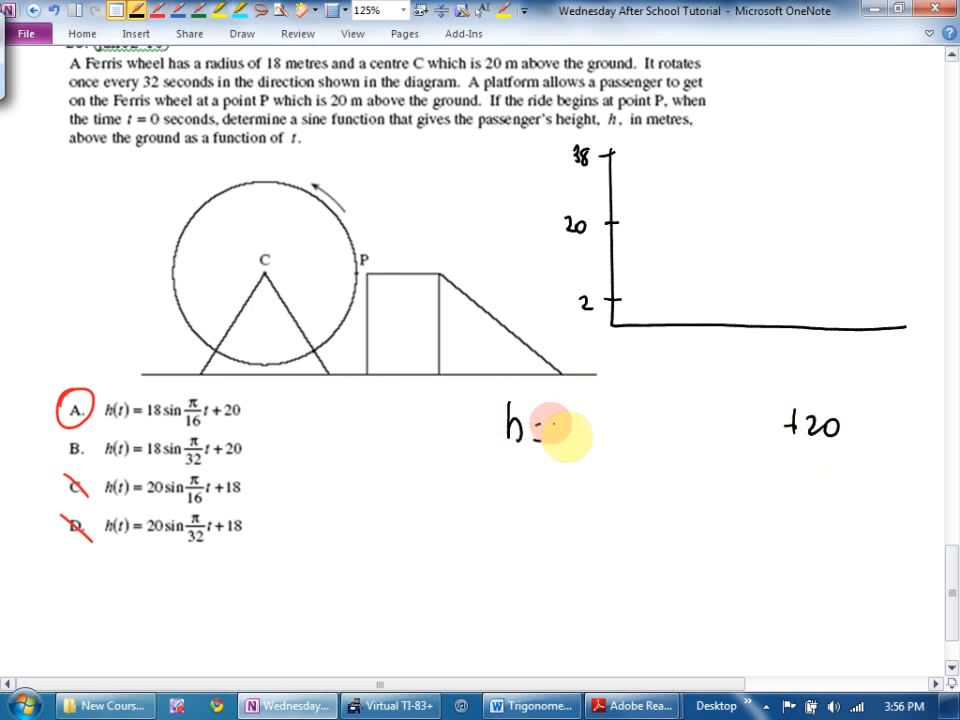 Wednesday After School Tutorial - Microsoft OneNote
125%
File Home Insert Share Draw Review View Pages Add-Ins
A Ferris wheel has a radius of 18 metres and a centre C which is 20 m above the ground. It rotates
once every 32 seconds in the direction shown in the diagram. A platform allows a passenger to get
on the Ferris wheel at a point P which is 20 m above the ground. If the ride begins at point P, when
the time t = 0 seconds, determine a sine function that gives the passenger's height, h, in metres,
above the ground as a function of t.
38
20
2
C
P
A. h(t) = 18 sin π/16 t + 20
B. h(t) = 18 sin π/32 t + 20
C. h(t) = 20 sin π/16 t + 18
D. h(t) = 20 sin π/32 t + 18
h = +20
New Cours...
Wednesday...
Virtual TI-83+
Trigonome...
Adobe Rea...
Desktop
3:56 PM